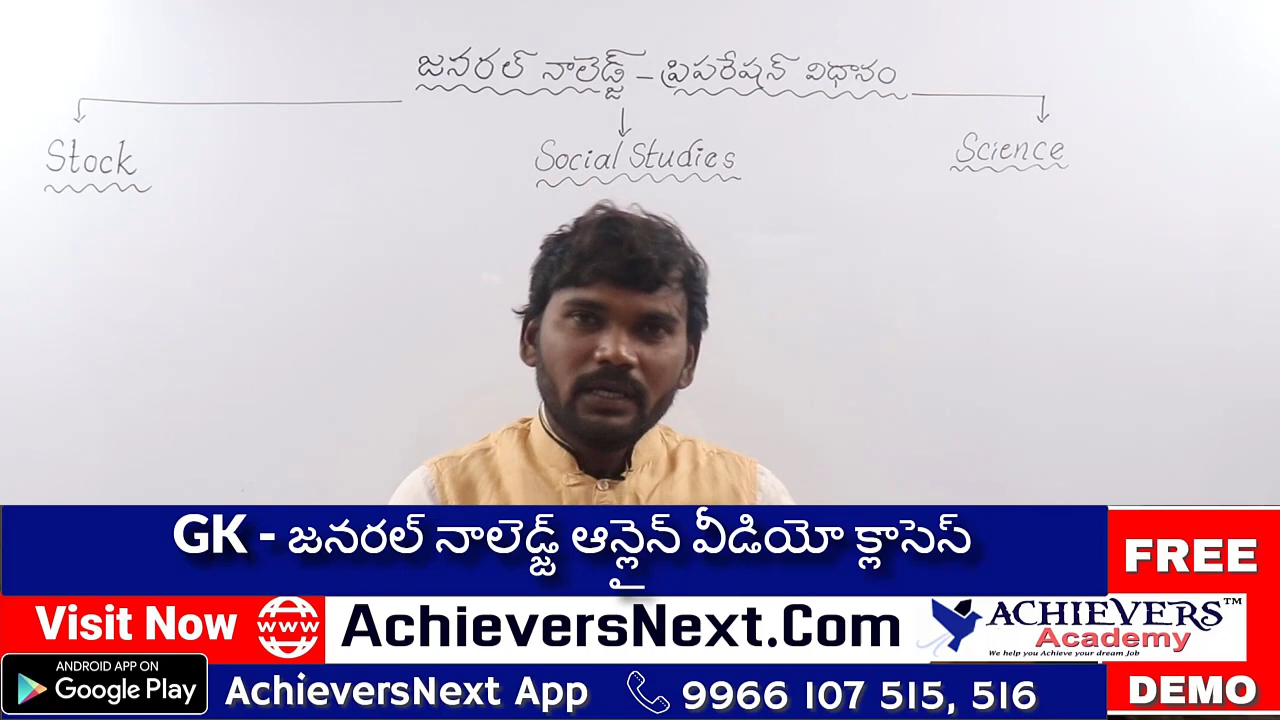 జనరల్ నాలెడ్జ్ – ప్రిపరేషన్ విధానం
Stock
Social Studies
Science
GK - జనరల్ నాలెడ్జ్ ఆన్లైన్ వీడియో క్లాసెస్
FREE
Visit Now
www
AchieversNext.Com
ACHIEVERS™
Academy
We help you Achieve your dream Job
ANDROID APP ON
Google Play
AchieversNext App
9966 107 515, 516
DEMO